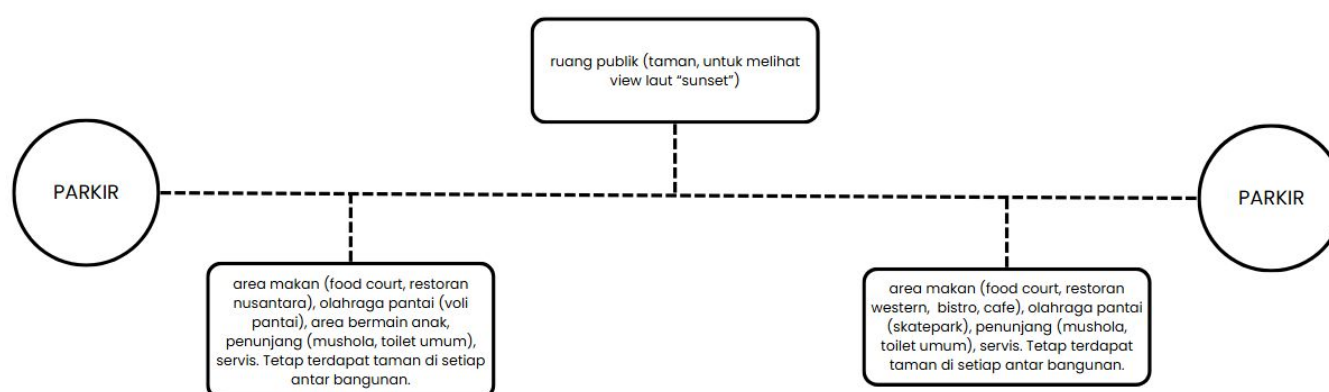 ruang publik (taman, untuk melihat
view laut “sunset”)
PARKIR
PARKIR
area makan (food court, restoran
nusantara), olahraga pantai (voli
pantai), area bermain anak,
penunjang (mushola, toilet umum),
servis. Tetap terdapat taman di setiap
antar bangunan.
area makan (food court, restoran
western, bistro, cafe), olahraga pantai
(skatepark), penunjang (mushola,
toilet umum), servis. Tetap terdapat
taman di setiap antar bangunan.